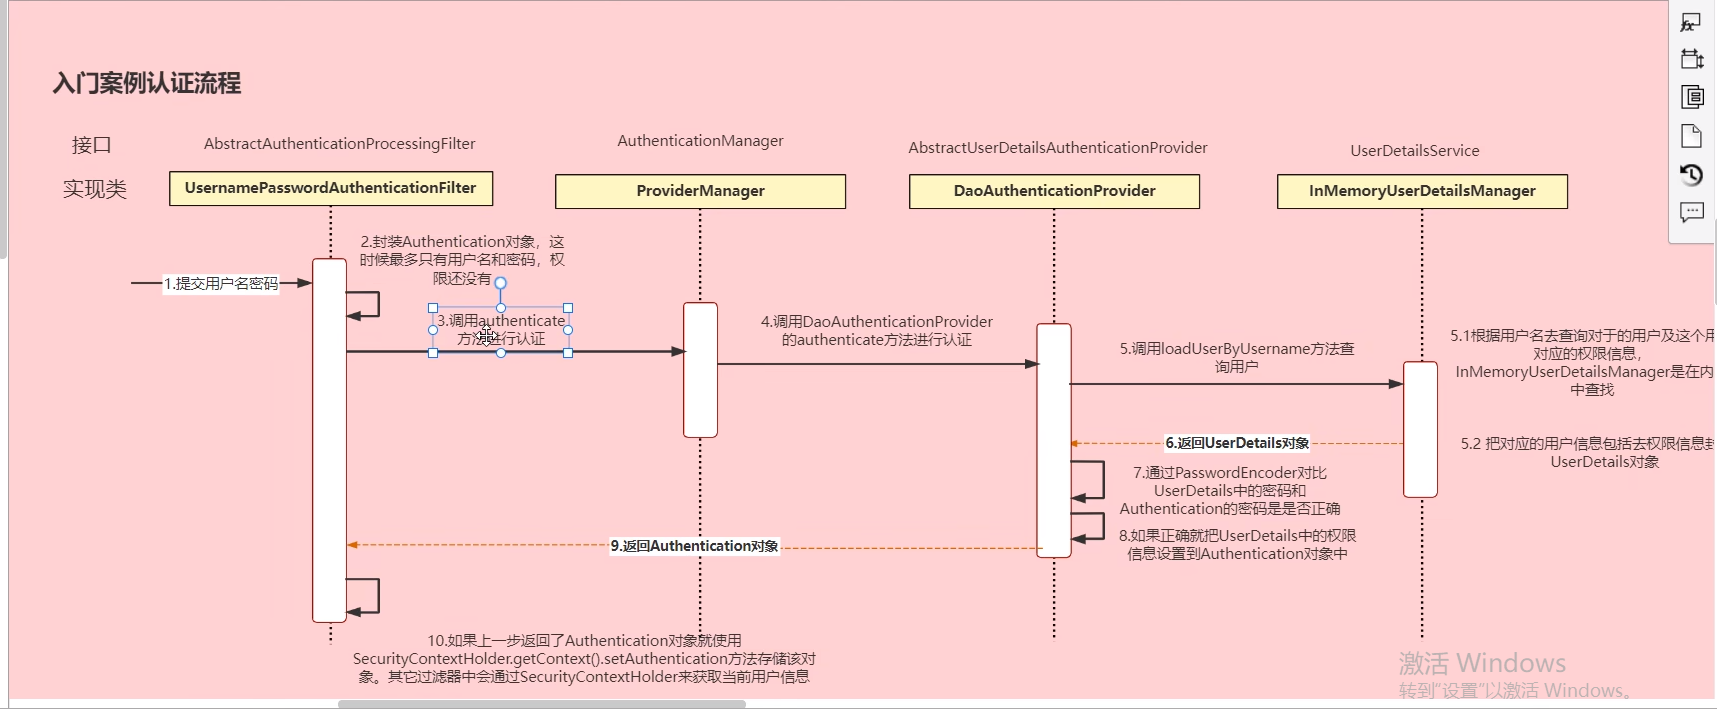 入门案例认证流程
接口
AbstractAuthenticationProcessingFilter
AuthenticationManager
AbstractUserDetailsAuthenticationProvider
UserDetailsService
实现类
UsernamePasswordAuthenticationFilter
ProviderManager
DaoAuthenticationProvider
InMemoryUserDetailsManager
1.提交用户名密码
2.封装Authentication对象，这
时候最多只有用户名和密码，权
限还没有
3.调用authenticate
方法进行认证
4.调用DaoAuthenticationProvider
的authenticate方法进行认证
5.调用loadUserByUsername方法查
询用户
5.1根据用户名去查询对于的用户及这个用
对应的权限信息，
InMemoryUserDetailsManager是在内
中查找
5.2 把对应的用户信息包括去权限信息封
UserDetails对象
6.返回UserDetails对象
7.通过PasswordEncoder对比
UserDetails中的密码和
Authentication的密码是是否正确
8.如果正确就把UserDetails中的权限
信息设置到Authentication对象中
9.返回Authentication对象
10.如果上一步返回了Authentication对象就使用
SecurityContextHolder.getContext().setAuthentication方法存储该对
象。其它过滤器中会通过SecurityContextHolder来获取当前用户信息
激活 Windows
转到“设置”以激活 Windows。